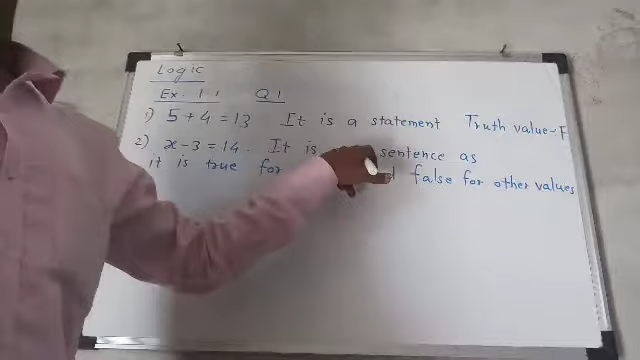 Logic
Ex. 1.1 Q 1
1) 5 + 4 = 13 It is a statement Truth value - F
2) x - 3 = 14. It is sentence as
it is true for false for other values